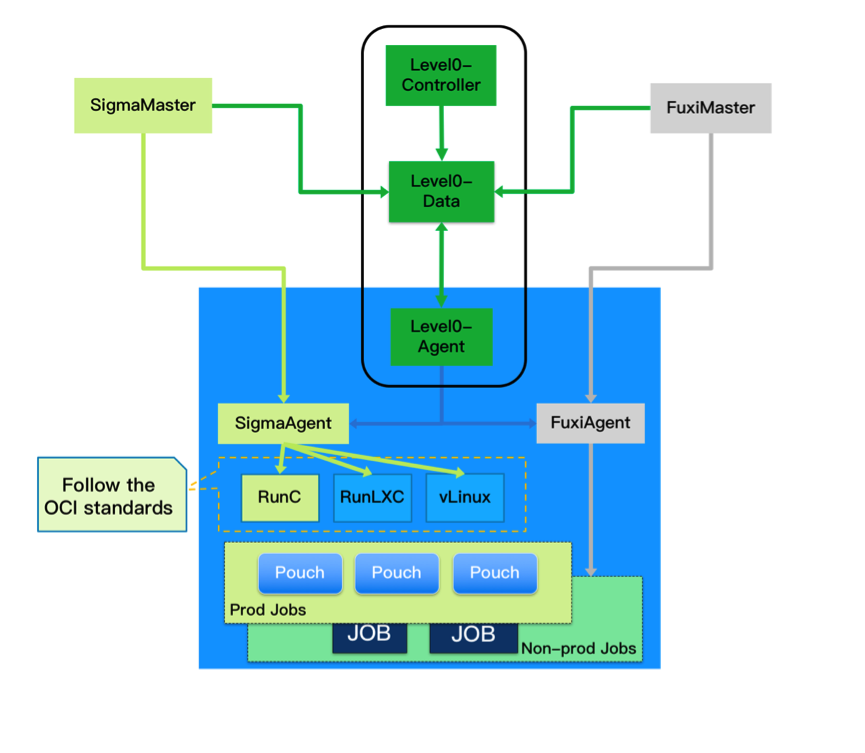 Level0-
Controller
SigmaMaster
FuxiMaster
Level0-
Data
Level0-
Agent
SigmaAgent
FuxiAgent
Follow the
OCI standards
RunC
RunLXC
vLinux
Pouch
Pouch
Pouch
Prod Jobs
JOB
JOB
Non-prod Jobs